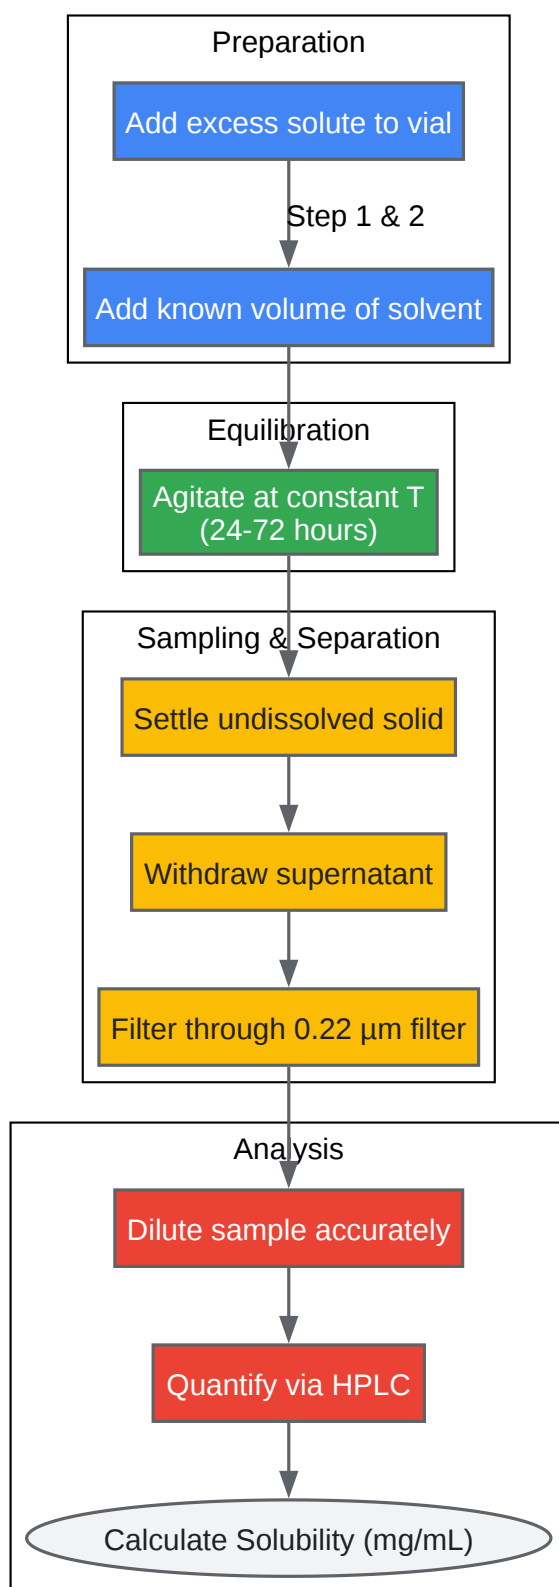 Preparation
Add excess solute to vial
Step 1 & 2
Add known volume of solvent
Equilibration
Agitate at constant T
(24-72 hours)
Sampling & Separation
Settle undissolved solid
Withdraw supernatant
Filter through 0.22 µm filter
Analysis
Dilute sample accurately
Quantify via HPLC
Calculate Solubility (mg/mL)